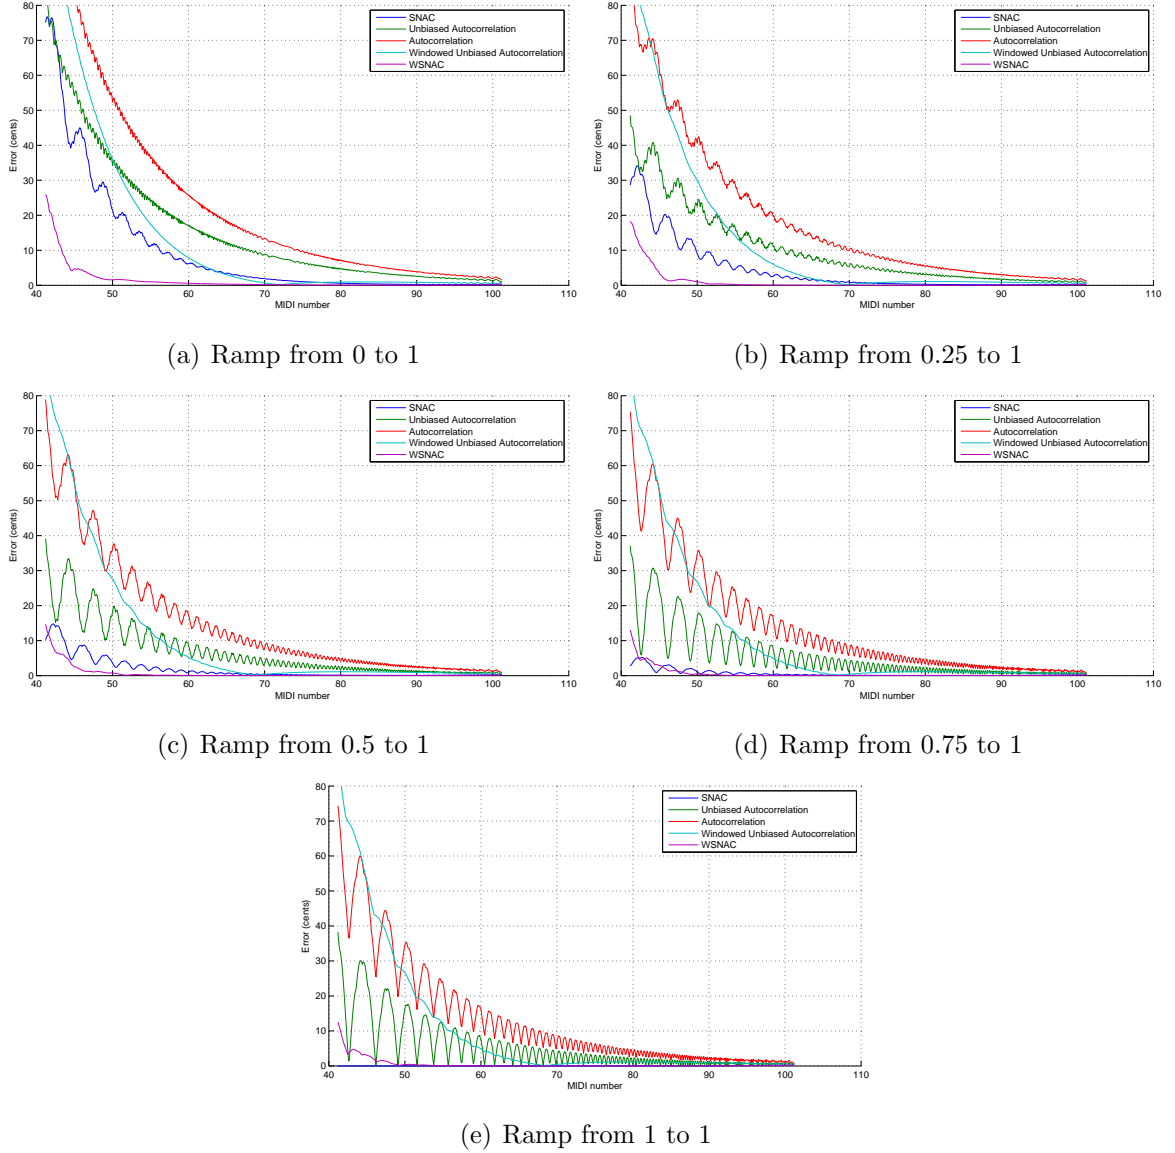 80
70
60
50
40
30
20
10
0
Error (cents)
40 50 60 70 80 90 100 110
MIDI number
SNAC
Unbiased Autocorrelation
Autocorrelation
Windowed Unbiased Autocorrelation
WSNAC
(a) Ramp from 0 to 1
80
70
60
50
40
30
20
10
0
Error (cents)
40 50 60 70 80 90 100 110
MIDI number
SNAC
Unbiased Autocorrelation
Autocorrelation
Windowed Unbiased Autocorrelation
WSNAC
(b) Ramp from 0.25 to 1
80
70
60
50
40
30
20
10
0
Error (cents)
40 50 60 70 80 90 100 110
MIDI number
SNAC
Unbiased Autocorrelation
Autocorrelation
Windowed Unbiased Autocorrelation
WSNAC
(c) Ramp from 0.5 to 1
80
70
60
50
40
30
20
10
0
Error (cents)
40 50 60 70 80 90 100 110
MIDI number
SNAC
Unbiased Autocorrelation
Autocorrelation
Windowed Unbiased Autocorrelation
WSNAC
(d) Ramp from 0.75 to 1
80
70
60
50
40
30
20
10
0
Error (cents)
40 50 60 70 80 90 100 110
MIDI number
SNAC
Unbiased Autocorrelation
Autocorrelation
Windowed Unbiased Autocorrelation
WSNAC
(e) Ramp from 1 to 1